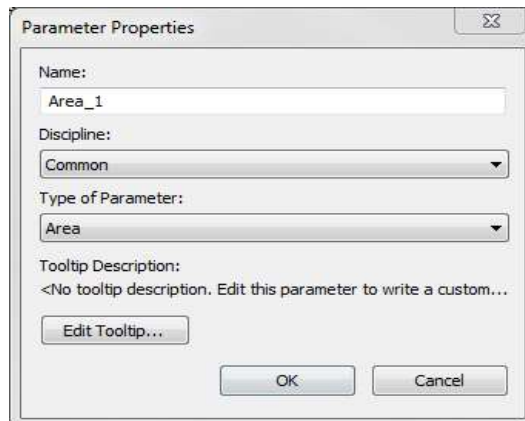 Parameter Properties
Name:
Area_1
Discipline:
Common
Type of Parameter:
Area
Tooltip Description:
<No tooltip description. Edit this parameter to write a custom...
Edit Tooltip...
OK
Cancel